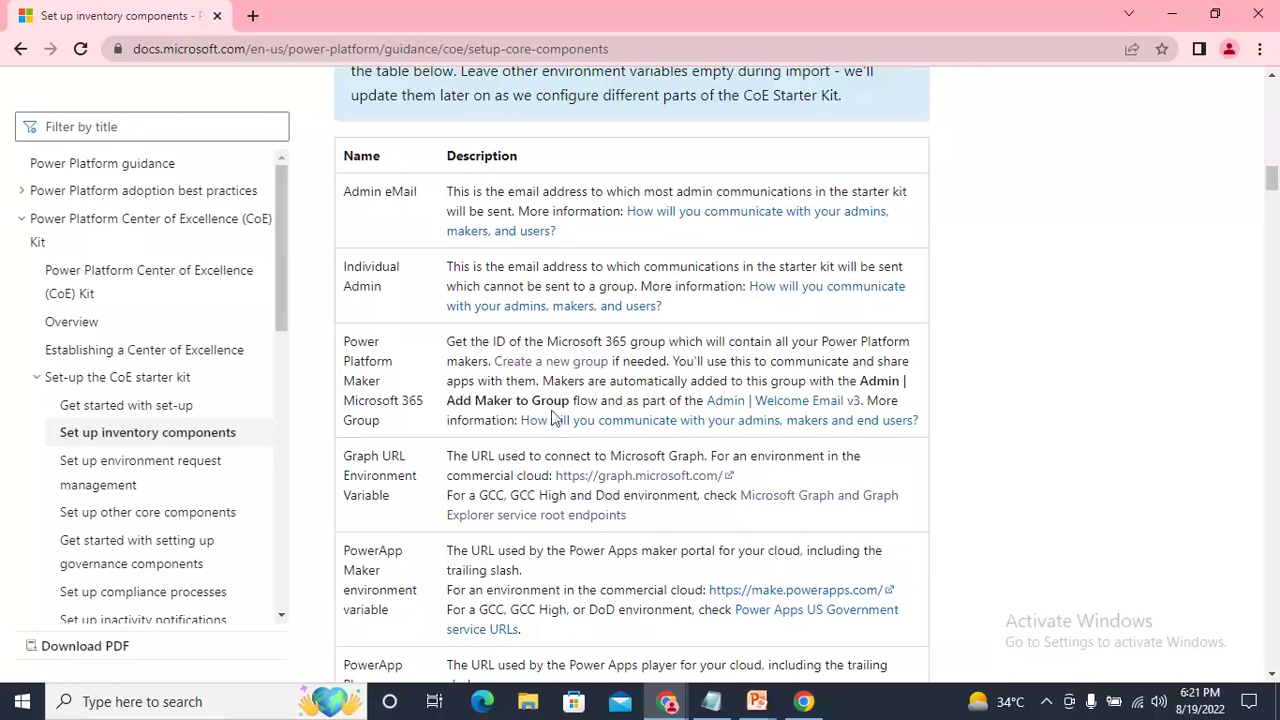 Set up inventory components - P
docs.microsoft.com/en-us/power-platform/guidance/coe/setup-core-components
Filter by title
Power Platform guidance
Power Platform adoption best practices
Power Platform Center of Excellence (CoE)
Kit
Power Platform Center of Excellence
(CoE) Kit
Overview
Establishing a Center of Excellence
Set-up the CoE starter kit
Get started with set-up
Set up inventory components
Set up environment request
management
Set up other core components
Get started with setting up
governance components
Set up compliance processes
Set up inactivity notifications
Download PDF
the table below. Leave other environment variables empty during import - we'll
update them later on as we configure different parts of the CoE Starter Kit.
Name Description
Admin eMail This is the email address to which most admin communications in the starter kit
will be sent. More information: How will you communicate with your admins,
makers, and users?
Individual This is the email address to which communications in the starter kit will be sent
Admin which cannot be sent to a group. More information: How will you communicate
with your admins, makers, and users?
Power Get the ID of the Microsoft 365 group which will contain all your Power Platform
Platform makers. Create a new group if needed. You'll use this to communicate and share
Maker apps with them. Makers are automatically added to this group with the Admin |
Microsoft 365 Add Maker to Group flow and as part of the Admin | Welcome Email v3. More
Group information: How will you communicate with your admins, makers and end users?
Graph URL The URL used to connect to Microsoft Graph. For an environment in the
Environment commercial cloud: https://graph.microsoft.com/
Variable For a GCC, GCC High and Dod environment, check Microsoft Graph and Graph
Explorer service root endpoints
PowerApp The URL used by the Power Apps maker portal for your cloud, including the
Maker trailing slash.
environment For an environment in the commercial cloud: https://make.powerapps.com/
variable For a GCC, GCC High, or DoD environment, check Power Apps US Government
service URLs.
PowerApp The URL used by the Power Apps player for your cloud, including the trailing
Activate Windows
Go to Settings to activate Windows.
Type here to search
34°C
6:21 PM
8/19/2022